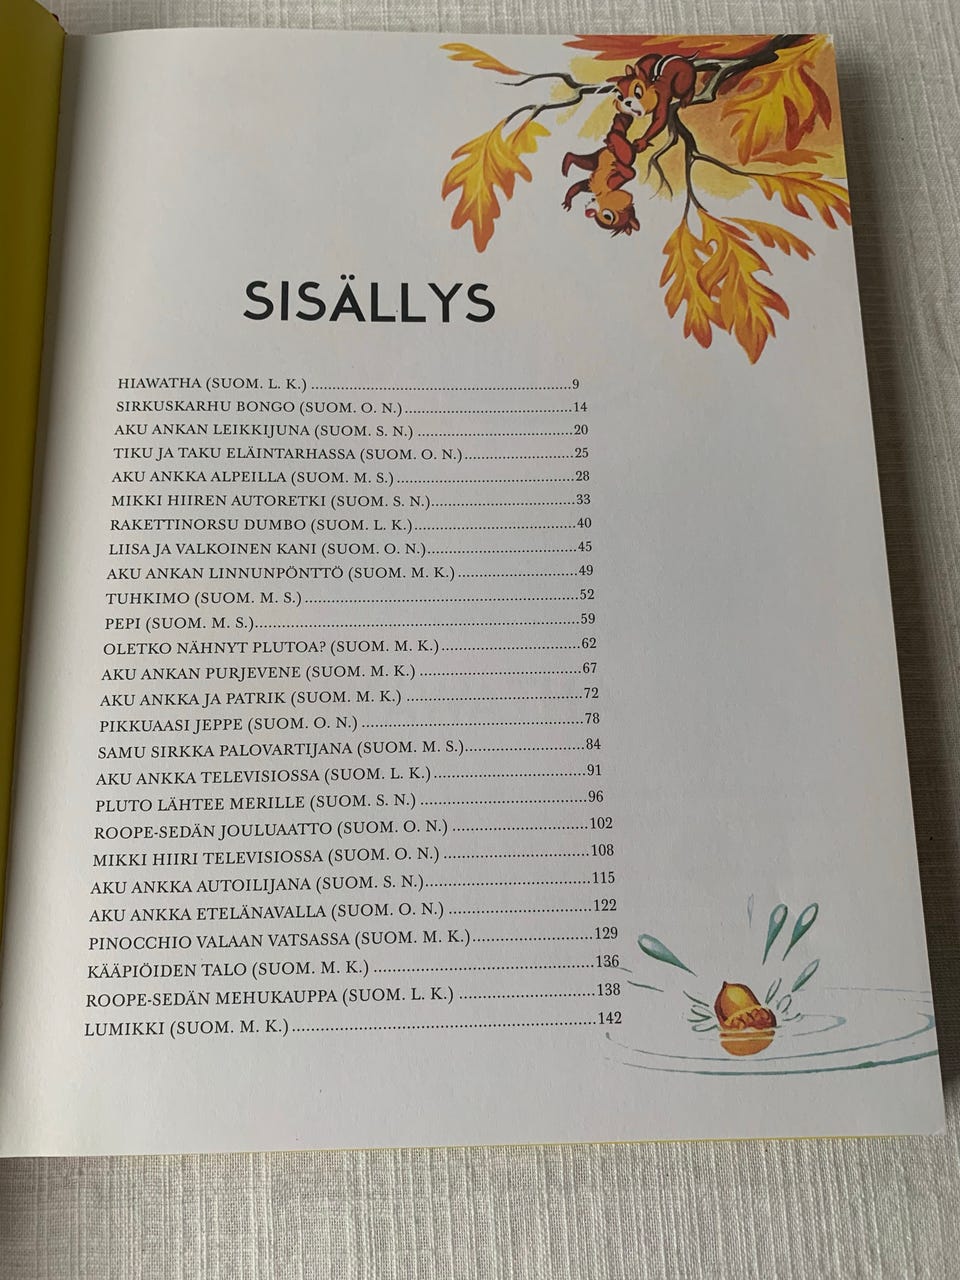 SISÄLLYS
HIAWATHA (SUOM. L. K.) ................................................................9
SIRKUSKARHU BONGO (SUOM. O. N.) .........................................14
AKU ANKAN LEIKKIJUNA (SUOM. S. N.) ......................................20
TIKU JA TAKU ELÄINTARHASSA (SUOM. O. N.) ...........................25
AKU ANKKA ALPEILLA (SUOM. M. S.) ...........................................28
MIKKI HIIREN AUTORETKI (SUOM. S. N.) ...................................33
RAKETTINORSU DUMBO (SUOM. L. K.) .......................................40
LIISA JA VALKOINEN KANI (SUOM. O. N.) ....................................45
AKU ANKAN LINNUNPÖNTTÖ (SUOM. M. K.) .............................49
TUHKIMO (SUOM. M. S.) .................................................................52
PEPI (SUOM. M. S.) ...........................................................................59
OLETKO NÄHNYT PLUTOA? (SUOM. M. K.) .................................62
AKU ANKAN PURJEVENE (SUOM. M. K.) ......................................67
AKU ANKKA JA PATRIK (SUOM. M. K.) .........................................72
PIKKUAASI JEPPE (SUOM. O. N.) ....................................................78
SAMU SIRKKA PALOVARTIJANA (SUOM. M. S.) ............................84
AKU ANKKA TELEVISIOSSA (SUOM. L. K.) ....................................91
PLUTO LÄHTEE MERILLE (SUOM. S. N.) .......................................96
ROOPE-SEDÄN JOULUAATTO (SUOM. O. N.) ...............................102
MIKKI HIIRI TELEVISIOSSA (SUOM. O. N.) .................................108
AKU ANKKA AUTOILIJANA (SUOM. S. N.) ....................................115
AKU ANKKA ETELÄNAVALLA (SUOM. O. N.) ...............................122
PINOCCHIO VALAAN VATSASSA (SUOM. M. K.) ..........................129
KÄÄPIÖIDEN TALO (SUOM. M. K.) ................................................136
ROOPE-SEDÄN MEHUKAUPPA (SUOM. L. K.) .............................138
LUMIKKI (SUOM. M. K.) ..................................................................142